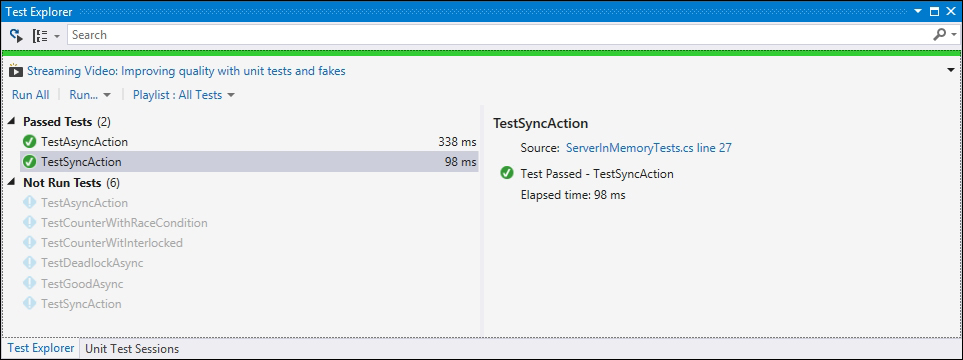 Test Explorer
Search
Streaming Video: Improving quality with unit tests and fakes
Run All | Run... | Playlist : All Tests
Passed Tests (2)
TestAsyncAction 338 ms
TestSyncAction 98 ms
Not Run Tests (6)
TestAsyncAction
TestCounterWithRaceCondition
TestCounterWitInterlocked
TestDeadlockAsync
TestGoodAsync
TestSyncAction
TestSyncAction
Source: ServerInMemoryTests.cs line 27
Test Passed - TestSyncAction
Elapsed time: 98 ms
Test Explorer Unit Test Sessions